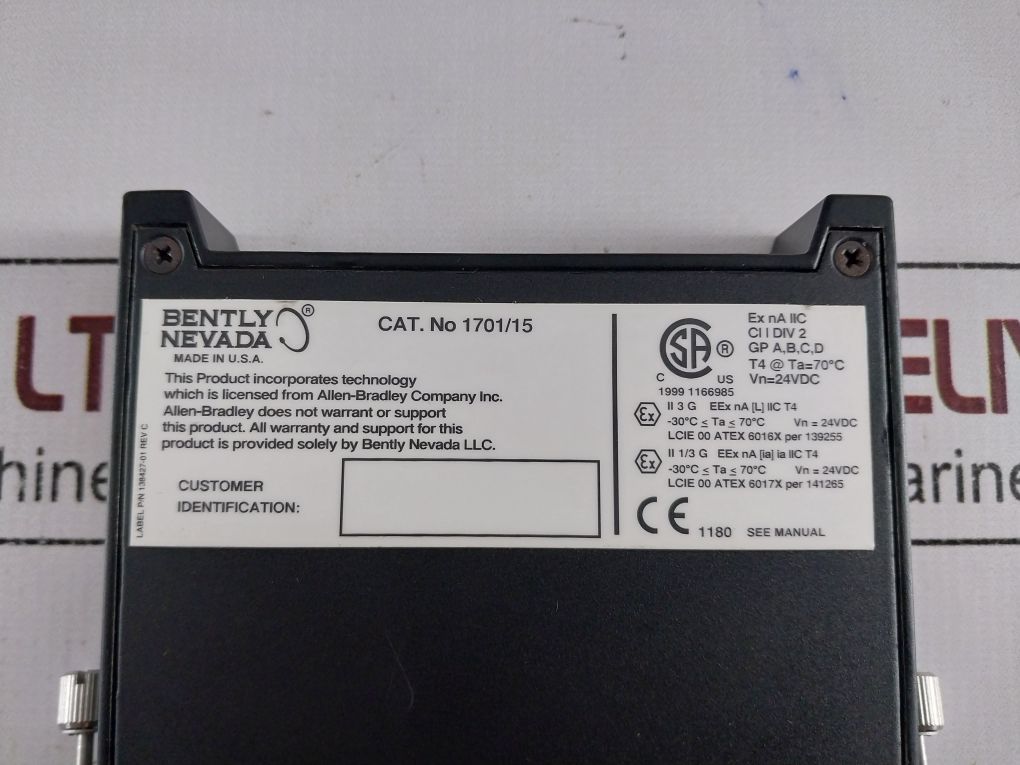 BENTLY
NEVADA ®
MADE IN U.S.A.
CAT. No 1701/15
This Product incorporates technology
which is licensed from Allen-Bradley Company Inc.
Allen-Bradley does not warrant or support
this product. All warranty and support for this
product is provided solely by Bently Nevada LLC.
CUSTOMER
IDENTIFICATION:
LABEL P/N 138427-01 REV C
SA ®
C US
1999 1166985
Ex nA IIC
Cl I DIV 2
GP A,B,C,D
T4 @ Ta=70°C
Vn=24VDC
Ex II 3 G EEx nA [L] IIC T4
-30°C ≤ Ta ≤ 70°C Vn = 24VDC
LCIE 00 ATEX 6016X per 139255
Ex II 1/3 G EEx nA [ia] ia IIC T4
-30°C ≤ Ta ≤ 70°C Vn = 24VDC
LCIE 00 ATEX 6017X per 141265
CE 1180 SEE MANUAL